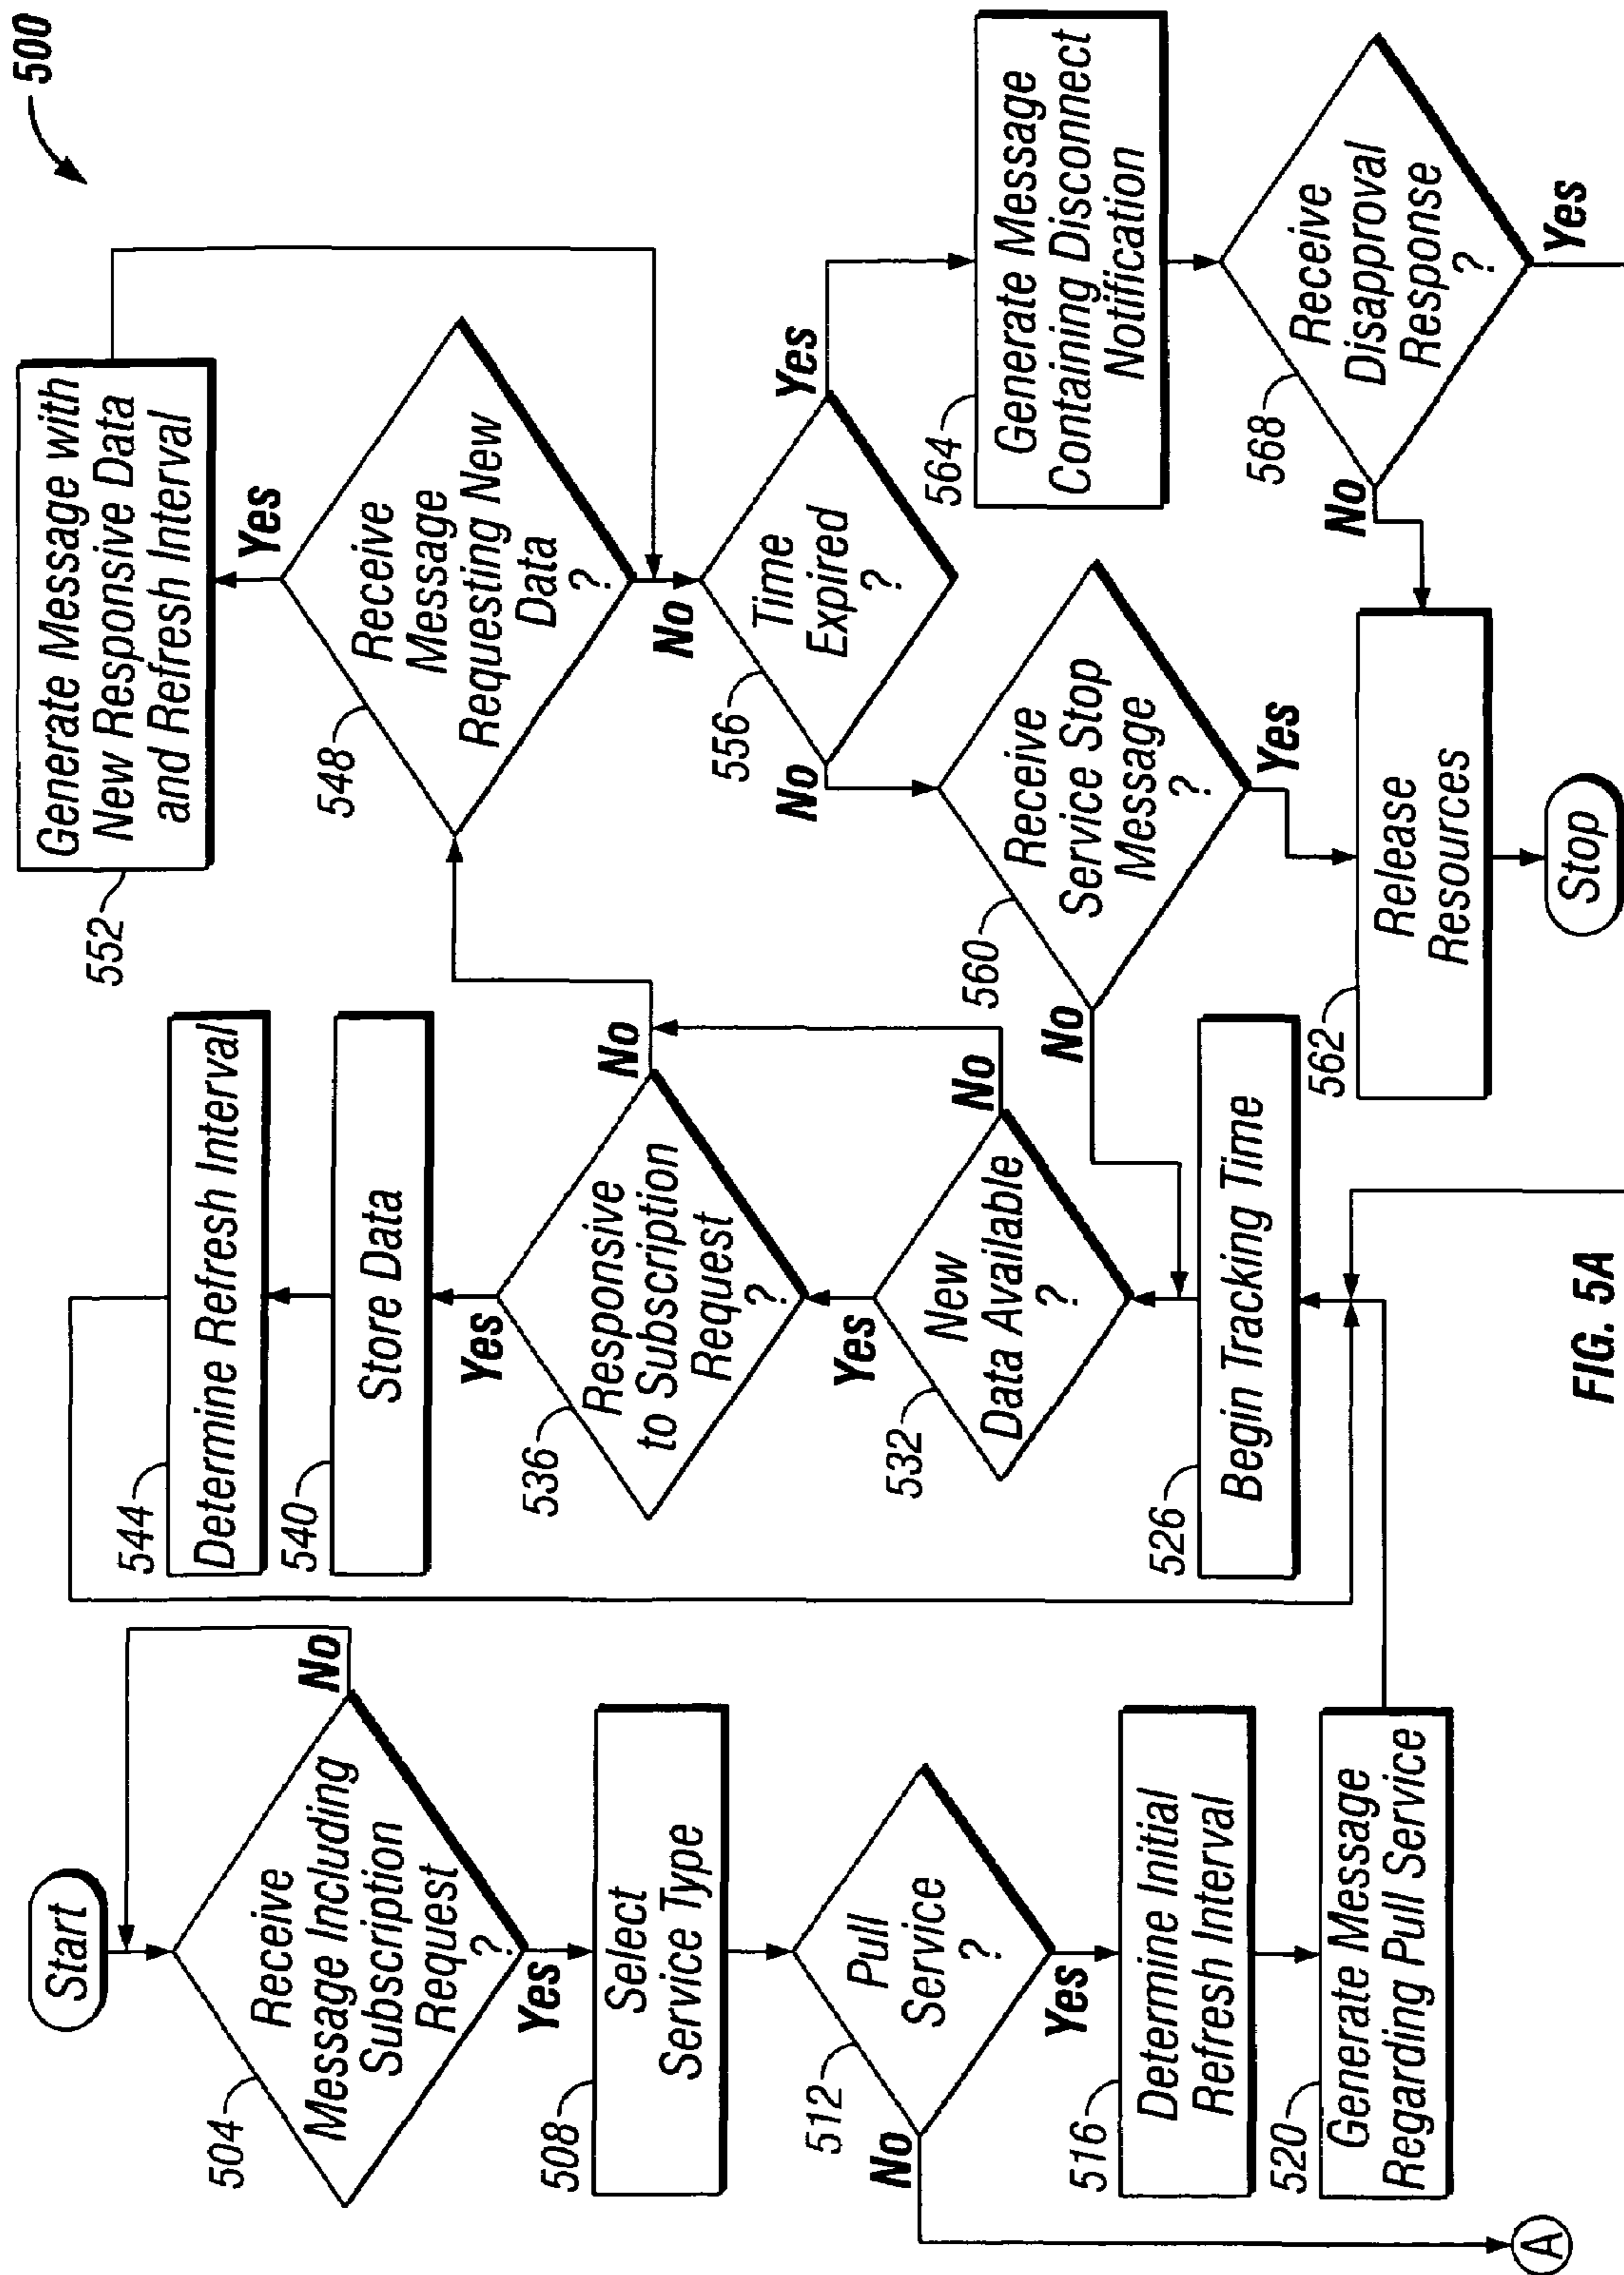 500
Start
504
Receive
Message Including
Subscription
Request
?
No
Yes
508
Select
Service Type
512
Pull
Service
?
No
Yes
516
Determine Initial
Refresh Interval
520
Generate Message
Regarding Pull Service
A
544
Determine Refresh Interval
540
Store Data
Yes
536
Responsive
to Subscription
Request
?
No
Yes
532
New
Data Available
?
No
526
Begin Tracking Time
552
Generate Message with
New Responsive Data
and Refresh Interval
Yes
548
Receive
Message
Requesting New
Data
?
No
556
Time
Expired
?
Yes
No
560
Receive
Service Stop
Message
?
No
Yes
562
Release
Resources
Stop
564
Generate Message
Containing Disconnect
Notification
568
Receive
Disapproval
Response
?
No
Yes
FIG. 5A